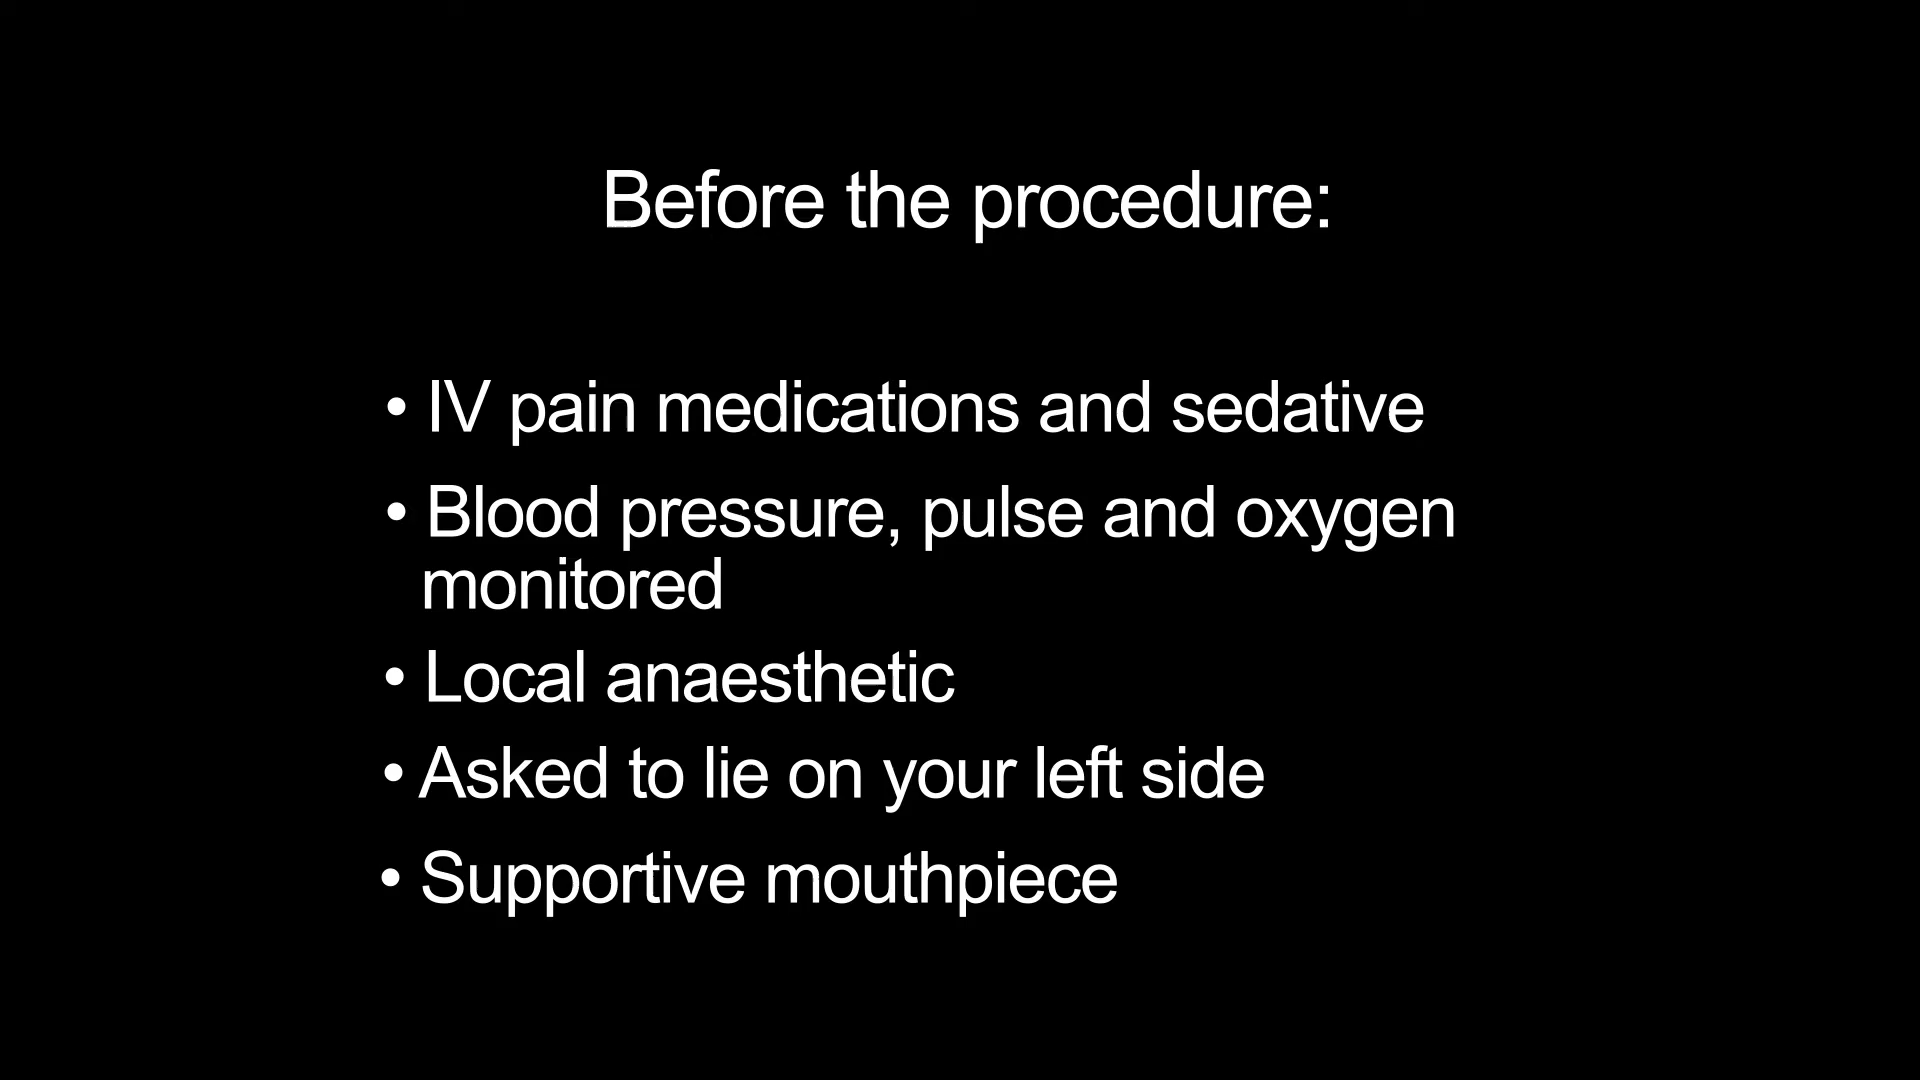 Before the procedure:
• IV pain medications and sedative
• Blood pressure, pulse and oxygen
monitored
• Local anaesthetic
• Asked to lie on your left side
• Supportive mouthpiece